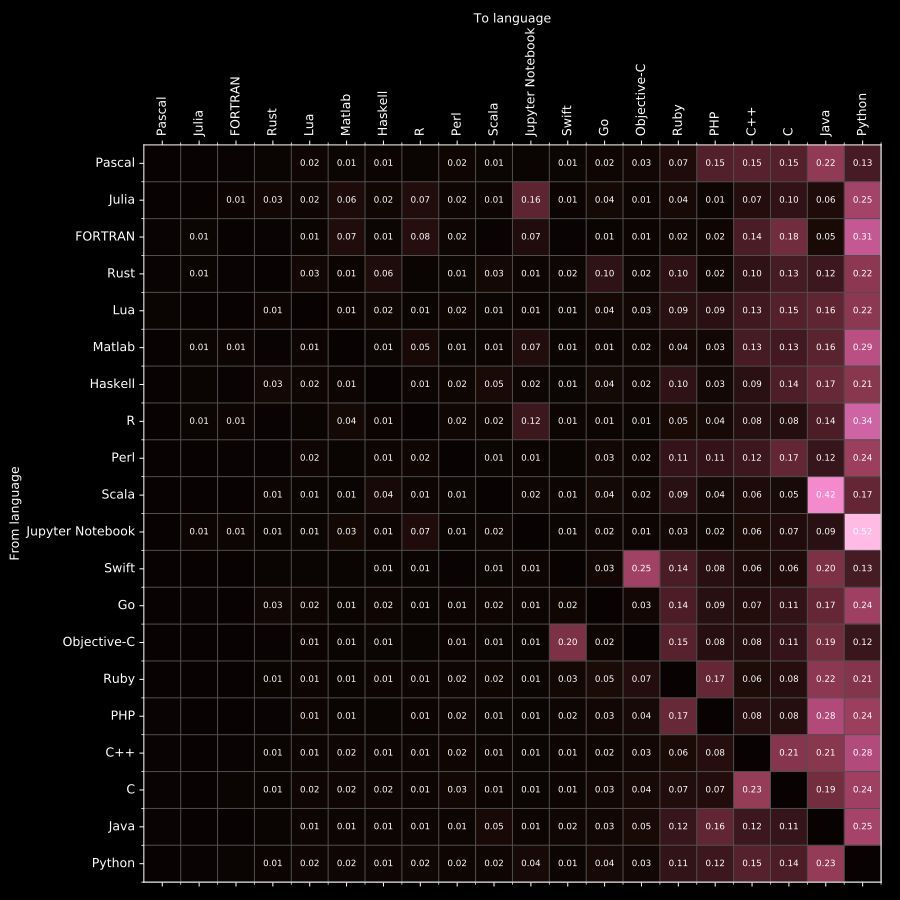 To language
Pascal Julia FORTRAN Rust Lua Matlab Haskell R Perl Scala Jupyter Notebook Swift Go Objective-C Ruby PHP C++ C Java Python
From language
Pascal 0.02 0.01 0.01 0.02 0.01 0.01 0.02 0.03 0.07 0.15 0.15 0.15 0.22 0.13
Julia 0.01 0.03 0.02 0.06 0.02 0.07 0.02 0.01 0.16 0.01 0.04 0.01 0.04 0.01 0.07 0.10 0.06 0.25
FORTRAN 0.01 0.01 0.07 0.01 0.08 0.02 0.07 0.01 0.01 0.02 0.02 0.14 0.18 0.05 0.31
Rust 0.01 0.03 0.01 0.06 0.01 0.03 0.01 0.02 0.10 0.02 0.10 0.02 0.10 0.13 0.12 0.22
Lua 0.01 0.01 0.02 0.01 0.02 0.01 0.01 0.01 0.04 0.03 0.09 0.09 0.13 0.15 0.16 0.22
Matlab 0.01 0.01 0.01 0.01 0.05 0.01 0.01 0.07 0.01 0.01 0.02 0.04 0.03 0.13 0.13 0.16 0.29
Haskell 0.03 0.02 0.01 0.01 0.02 0.05 0.02 0.01 0.04 0.02 0.10 0.03 0.09 0.14 0.17 0.21
R 0.01 0.01 0.04 0.01 0.02 0.02 0.12 0.01 0.01 0.01 0.05 0.04 0.08 0.08 0.14 0.34
Perl 0.02 0.01 0.02 0.01 0.01 0.03 0.02 0.11 0.11 0.12 0.17 0.12 0.24
Scala 0.01 0.01 0.01 0.04 0.01 0.01 0.02 0.01 0.04 0.02 0.09 0.04 0.06 0.05 0.42 0.17
Jupyter Notebook 0.01 0.01 0.01 0.01 0.03 0.01 0.07 0.01 0.02 0.01 0.02 0.01 0.03 0.02 0.06 0.07 0.09 0.52
Swift 0.01 0.01 0.01 0.01 0.03 0.25 0.14 0.08 0.06 0.06 0.20 0.13
Go 0.03 0.02 0.01 0.02 0.01 0.01 0.02 0.01 0.02 0.03 0.14 0.09 0.07 0.11 0.17 0.24
Objective-C 0.01 0.01 0.01 0.01 0.01 0.01 0.20 0.02 0.15 0.08 0.08 0.11 0.19 0.12
Ruby 0.01 0.01 0.01 0.01 0.01 0.02 0.02 0.01 0.03 0.05 0.07 0.17 0.06 0.08 0.22 0.21
PHP 0.01 0.01 0.01 0.02 0.01 0.01 0.02 0.03 0.04 0.17 0.08 0.08 0.28 0.24
C++ 0.01 0.01 0.02 0.01 0.01 0.02 0.01 0.01 0.01 0.02 0.03 0.06 0.08 0.21 0.21 0.28
C 0.01 0.02 0.02 0.02 0.01 0.03 0.01 0.01 0.01 0.03 0.04 0.07 0.07 0.23 0.19 0.24
Java 0.01 0.01 0.01 0.01 0.01 0.05 0.01 0.02 0.03 0.05 0.12 0.16 0.12 0.11 0.25
Python 0.01 0.02 0.02 0.01 0.02 0.02 0.02 0.04 0.01 0.04 0.03 0.11 0.12 0.15 0.14 0.23